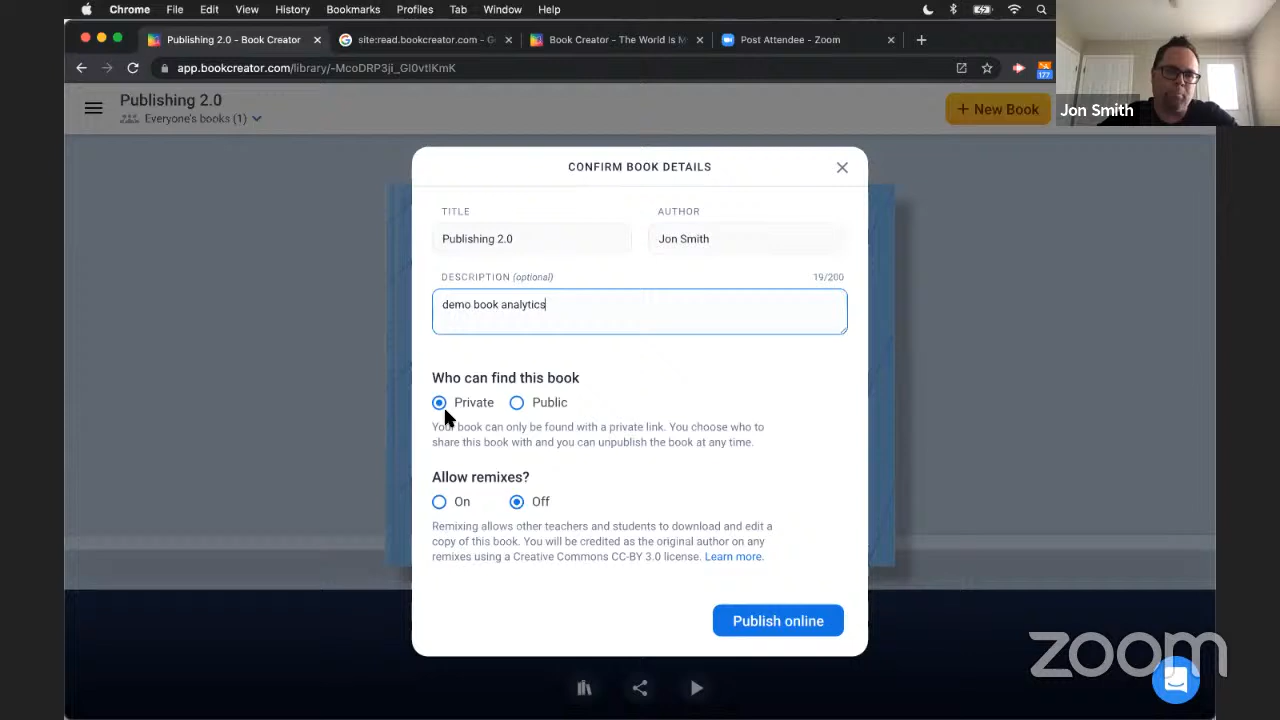 Chrome File Edit View History Bookmarks Profiles Tab Window Help
Publishing 2.0 - Book Creator
site:read.bookcreator.com - G
Book Creator - The World is M
Post Attendee - Zoom
app.bookcreator.com/library/-McoDRP3ji_GI0vtIKmK
177
Publishing 2.0
Everyone's books (1)
+ New Book
Jon Smith
CONFIRM BOOK DETAILS
TITLE AUTHOR
Publishing 2.0 Jon Smith
DESCRIPTION (optional) 19/200
demo book analytics
Who can find this book
Private Public
Your book can only be found with a private link. You choose who to
share this book with and you can unpublish the book at any time.
Allow remixes?
On Off
Remixing allows other teachers and students to download and edit a
copy of this book. You will be credited as the original author on any
remixes using a Creative Commons CC-BY 3.0 license. Learn more.
Publish online
zoom